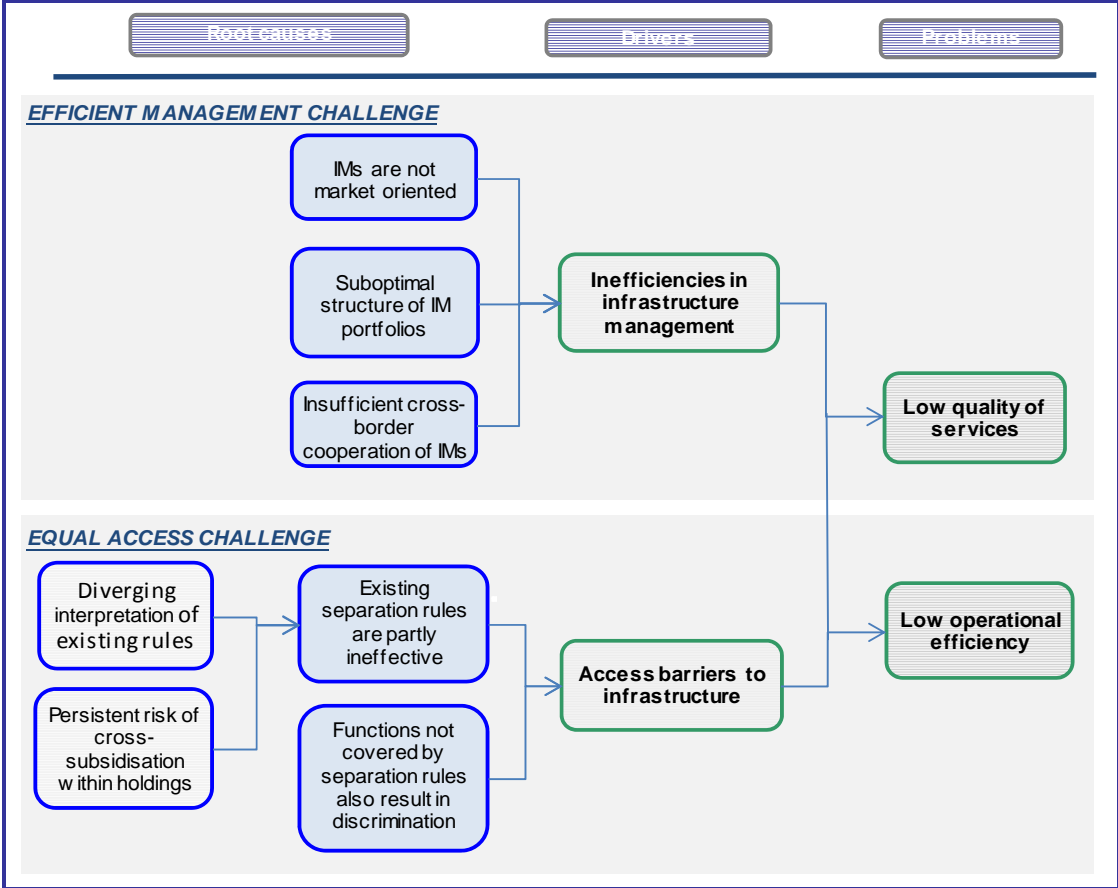 Root causes
Drivers
Problems
EFFICIENT MANAGEMENT CHALLENGE
IMs are not
market oriented
Suboptimal
structure of IM
portfolios
Insufficient cross-
border
cooperation of IMs
Inefficiencies in
infrastructure
management
Low quality of
services
EQUAL ACCESS CHALLENGE
Diverging
interpretation of
existing rules
Persistent risk of
cross-
subsidisation
within holdings
Existing
separation rules
are partly
ineffective
Functions not
covered by
separation rules
also result in
discrimination
Access barriers to
infrastructure
Low operational
efficiency